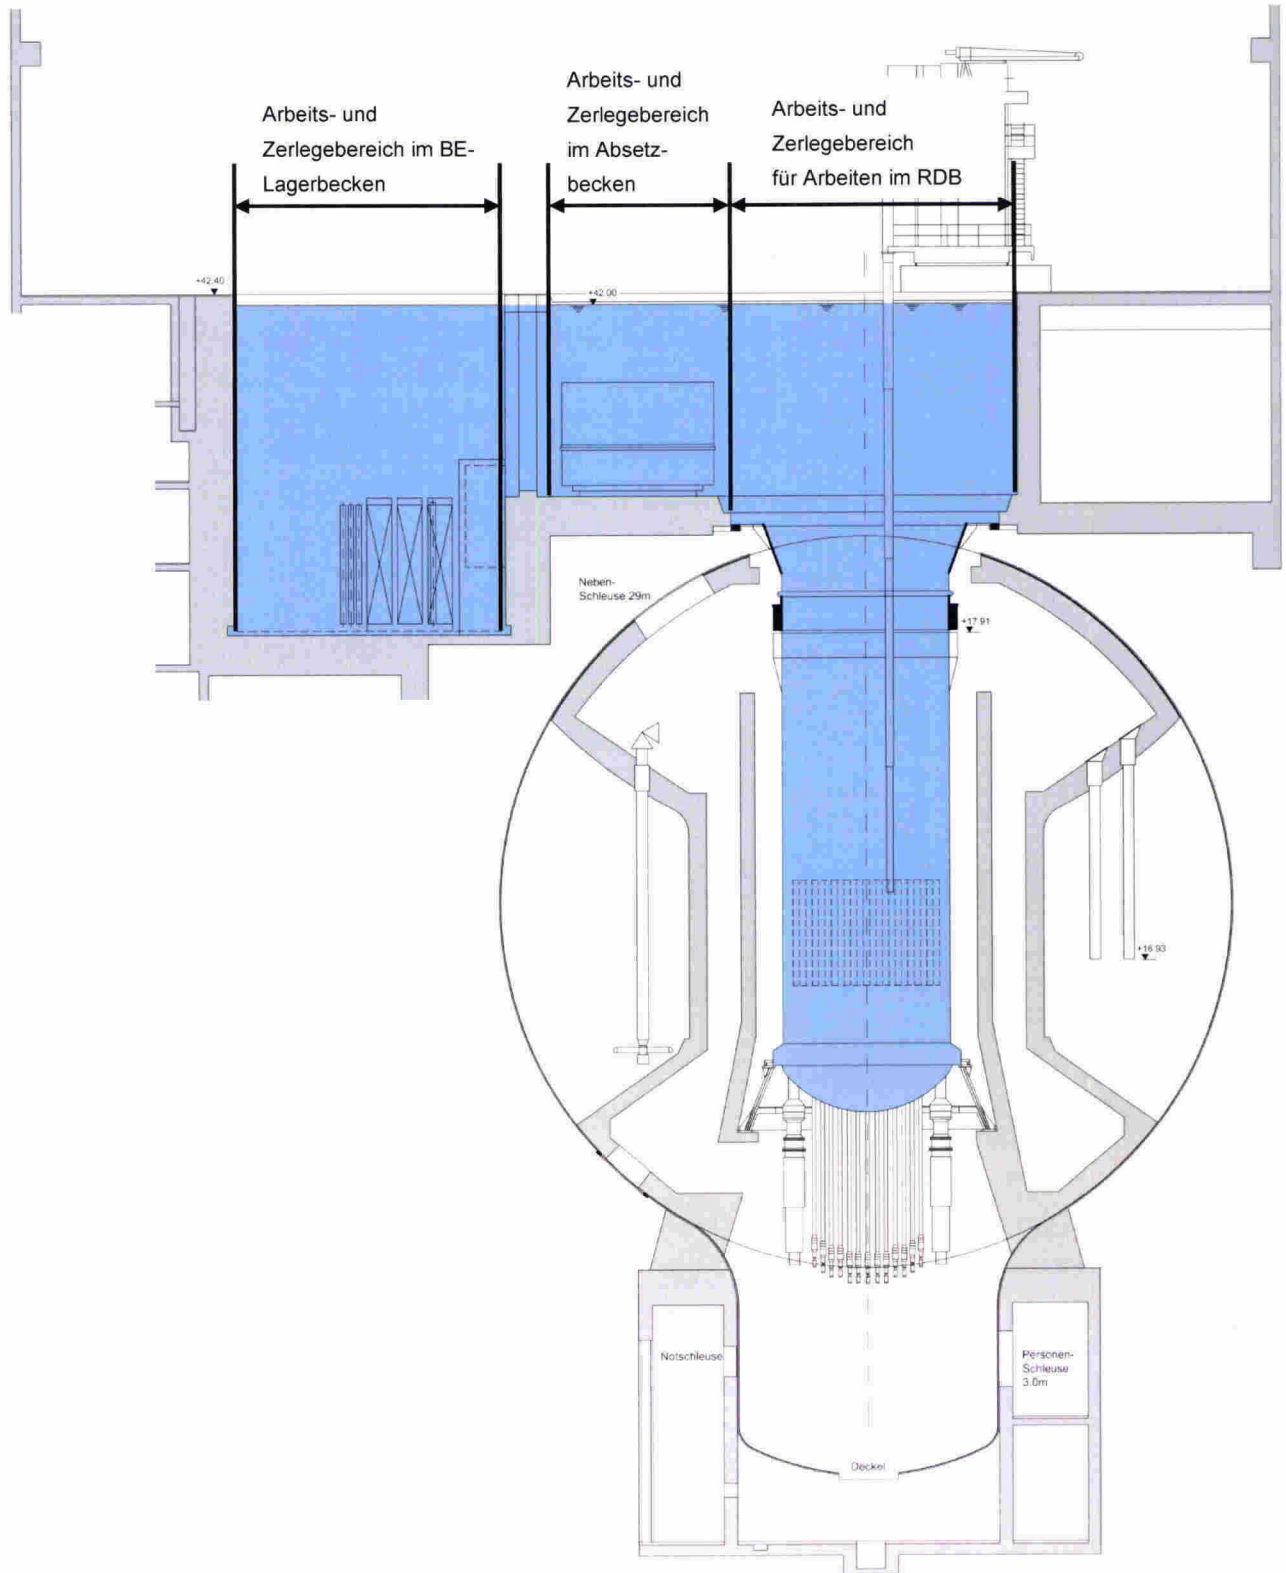 Arbeits- und
Zerlegebereich im BE-
Lagerbecken
Arbeits- und
Zerlegebereich
im Absetz-
becken
Arbeits- und
Zerlegebereich
für Arbeiten im RDB
+42.40
+42.00
Neben-
Schleuse 29m
+17.91
+16.93
Notschleuse
Personen-
Schleuse
3.0m
Deckel